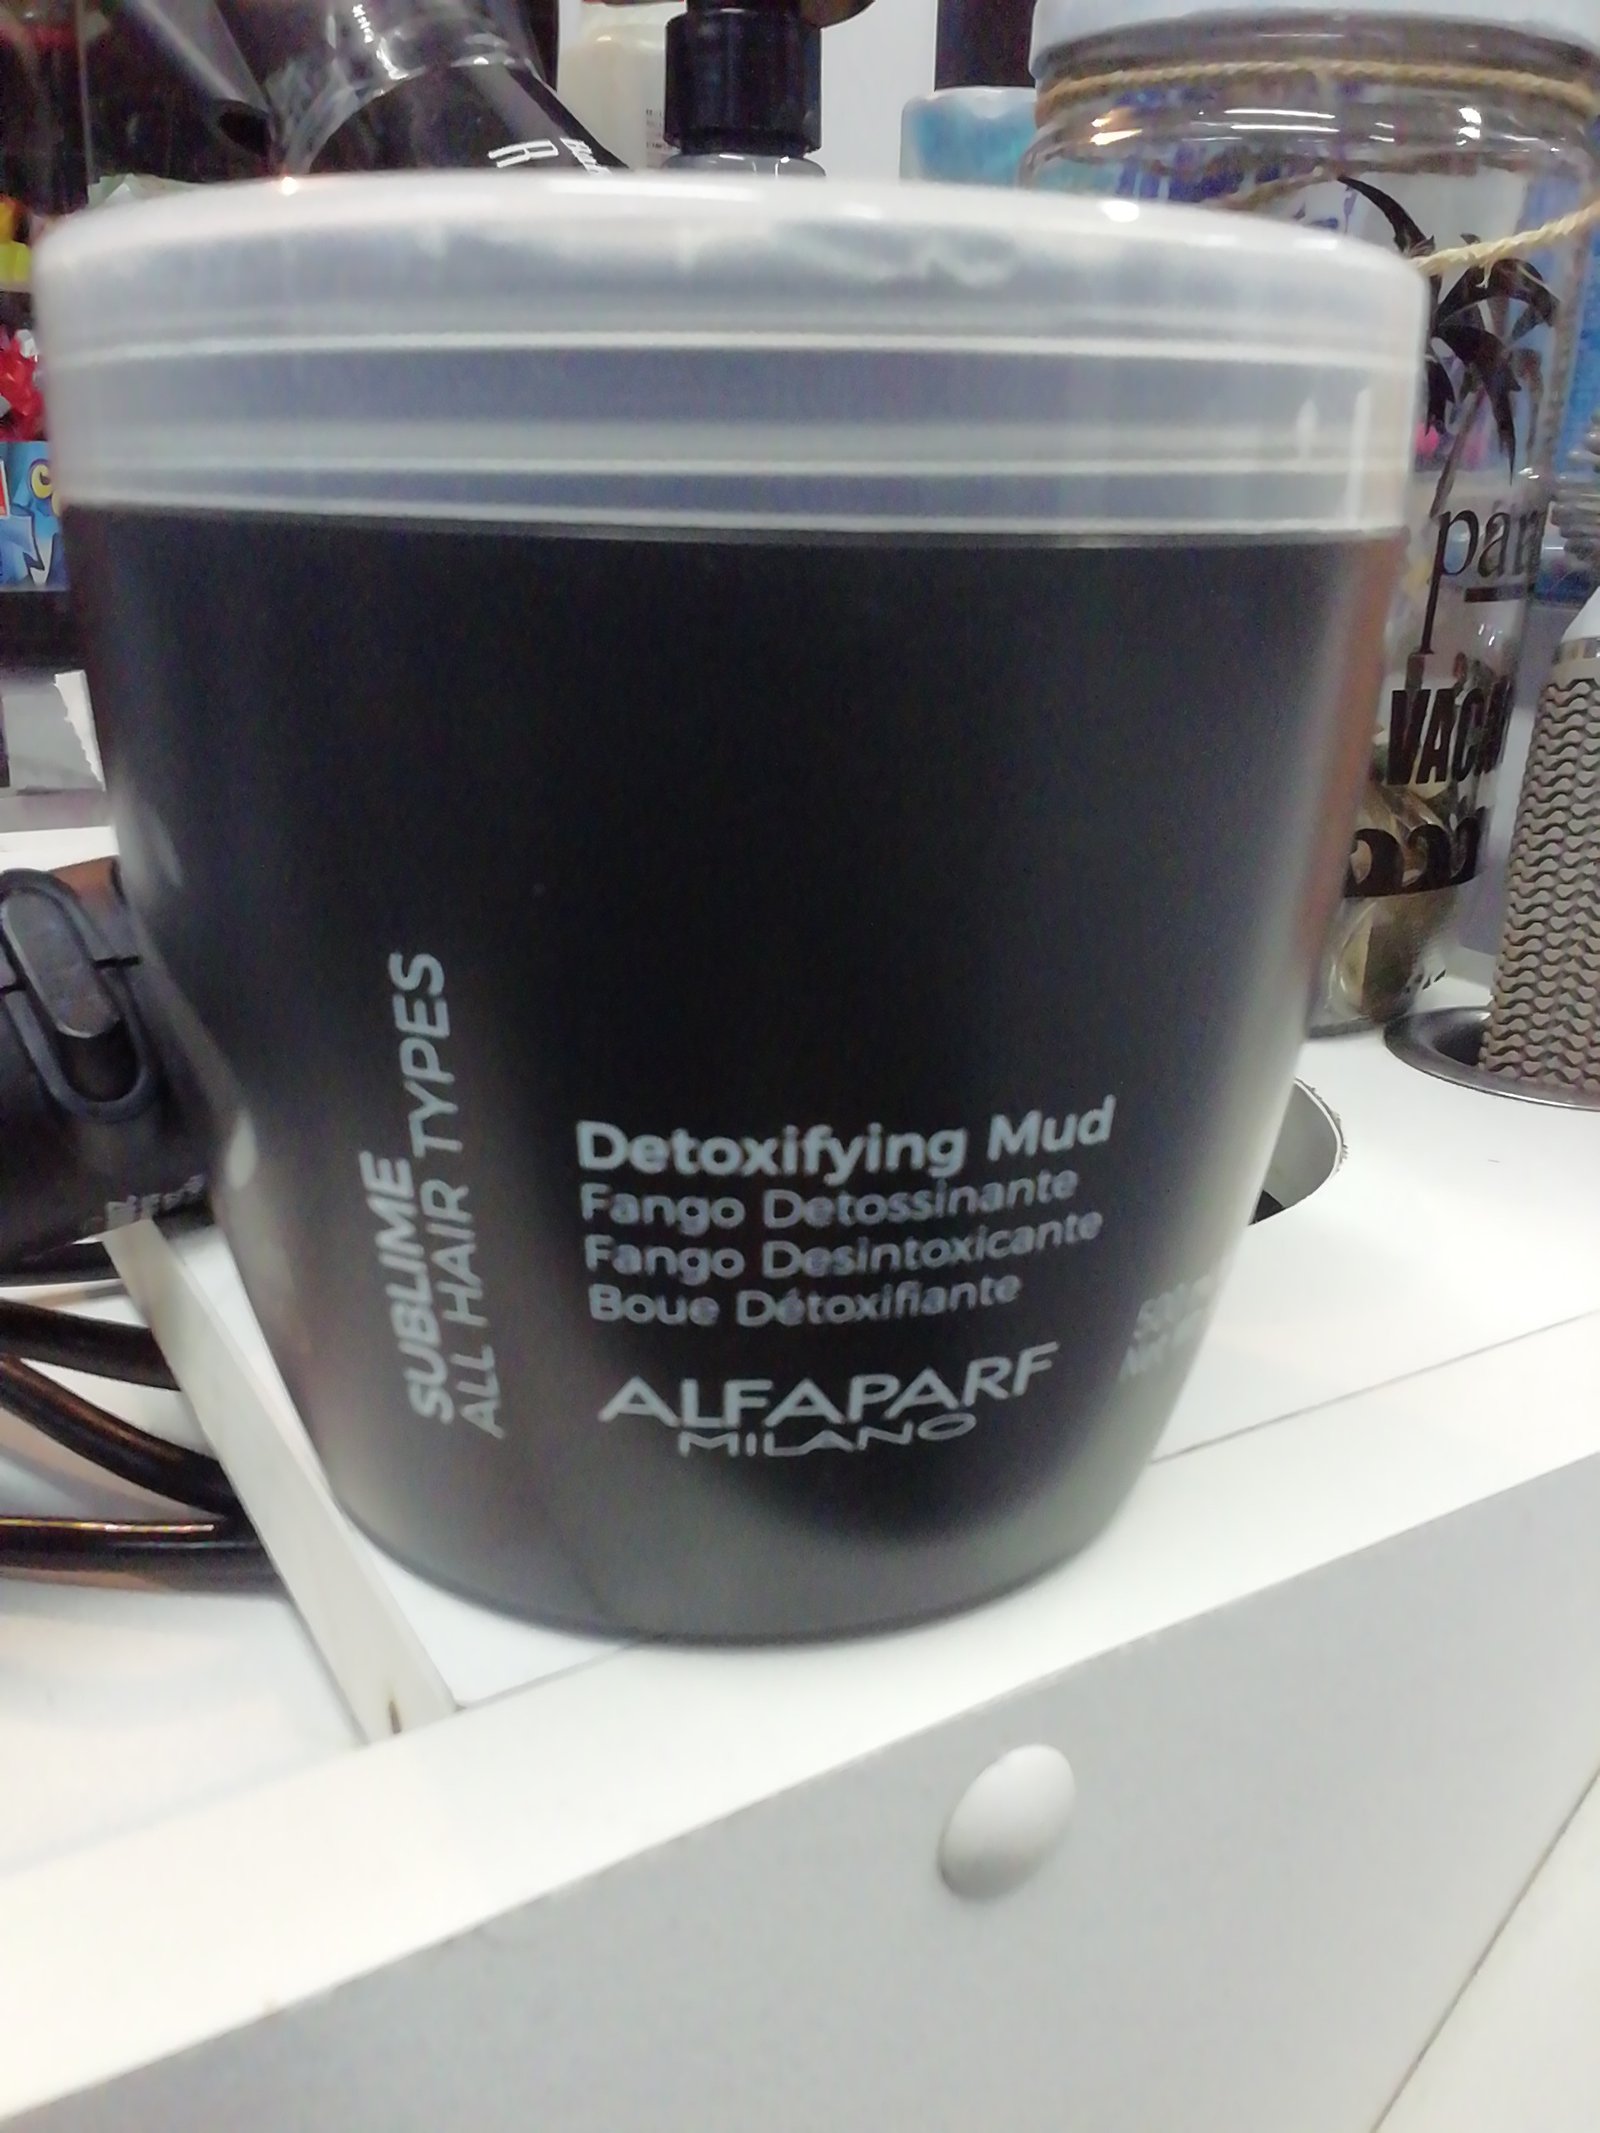 SUBLIME
ALL HAIR TYPES
Detoxifying Mud
Fango Detossinante
Fango Desintoxicante
Boue Détoxifiante
ALFAPARF
MILANO